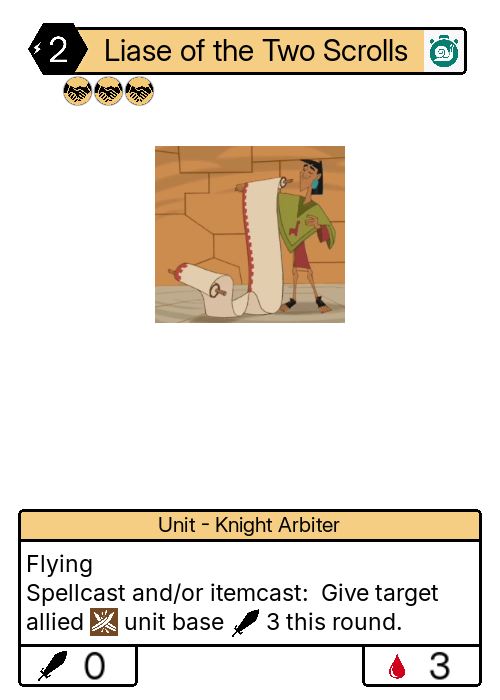 2 Liase of the Two Scrolls
Unit - Knight Arbiter
Flying
Spellcast and/or itemcast: Give target
allied unit base 3 this round.
0 3